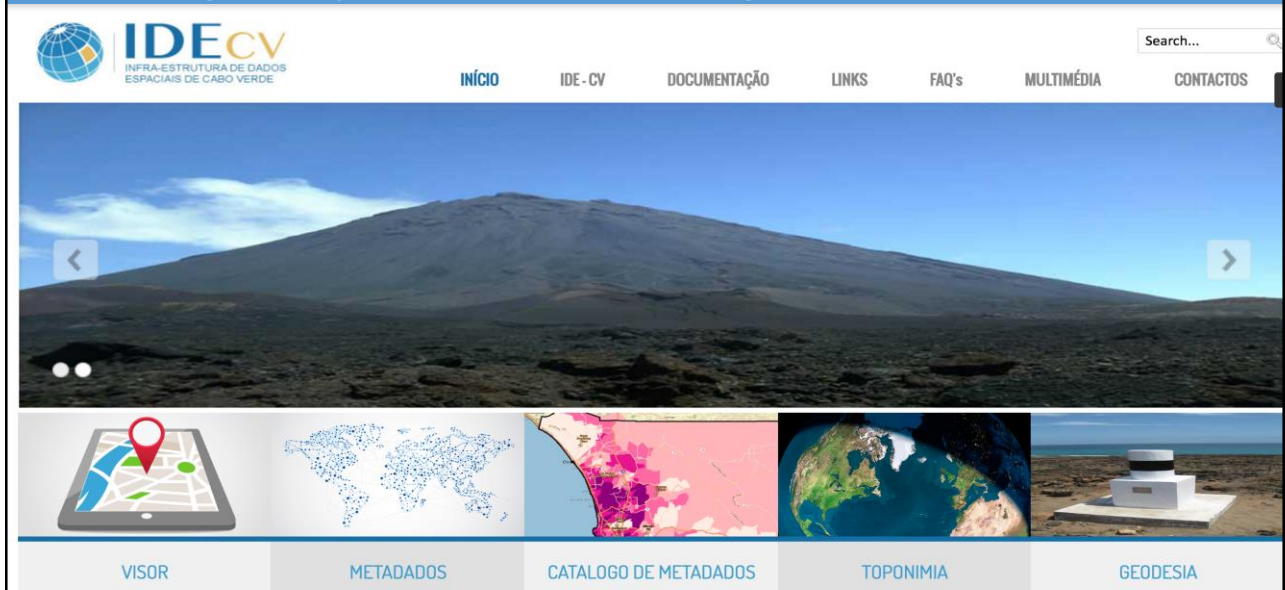 IDECV
INFRA-ESTRUTURA DE DADOS
ESPACIAIS DE CABO VERDE
Search...
INÍCIO IDE - CV DOCUMENTAÇÃO LINKS FAQ's MULTIMÉDIA CONTACTOS
VISOR METADADOS CATALOGO DE METADADOS TOPONIMIA GEODESIA